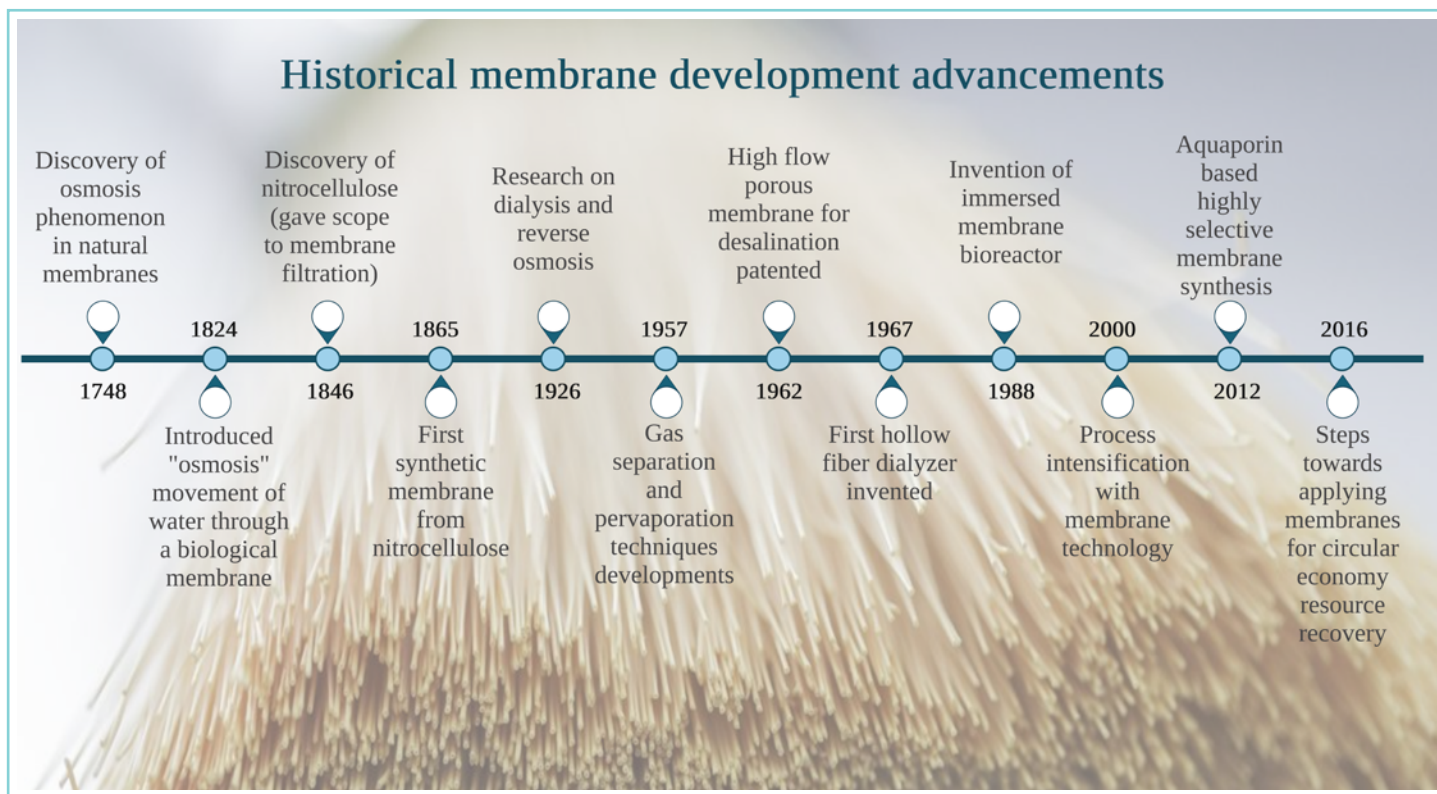 Historical membrane development advancements
Discovery of
osmosis
phenomenon
in natural
membranes
1748
1824
Introduced
"osmosis"
movement of
water through
a biological
membrane
Discovery of
nitrocellulose
(gave scope
to membrane
filtration)
1846
1865
First
synthetic
membrane
from
nitrocellulose
Research on
dialysis and
reverse
osmosis
1926
1957
Gas
separation
and
pervaporation
techniques
developments
High flow
porous
membrane for
desalination
patented
1962
1967
First hollow
fiber dialyzer
invented
Invention of
immersed
membrane
bioreactor
1988
2000
Process
intensification
with
membrane
technology
Aquaporin
based
highly
selective
membrane
synthesis
2012
2016
Steps
towards
applying
membranes
for circular
economy
resource
recovery